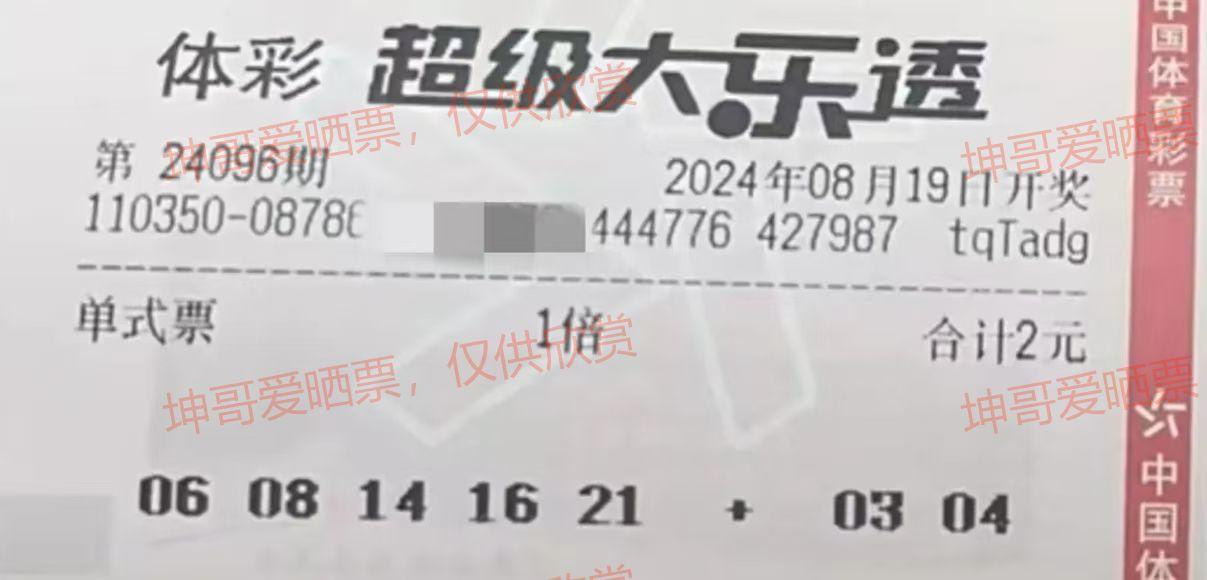 体彩 超级大乐透
第 24096期 2024年08月19日开奖
110350-08786 444776 427987 tqTadg
单式票 1倍 合计2元
06 08 14 16 21 + 03 04
中国体育彩票
中国体
坤哥爱晒票，仅供欣赏
坤哥爱晒票
坤哥爱晒票，仅供欣赏
坤哥爱晒票